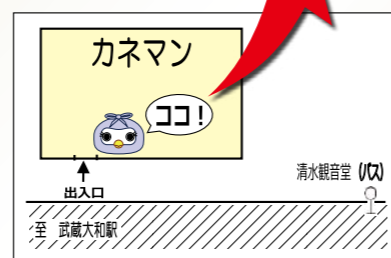 カネマン
ココ！
出入口
清水観音堂 (バス)
至 武蔵大和駅